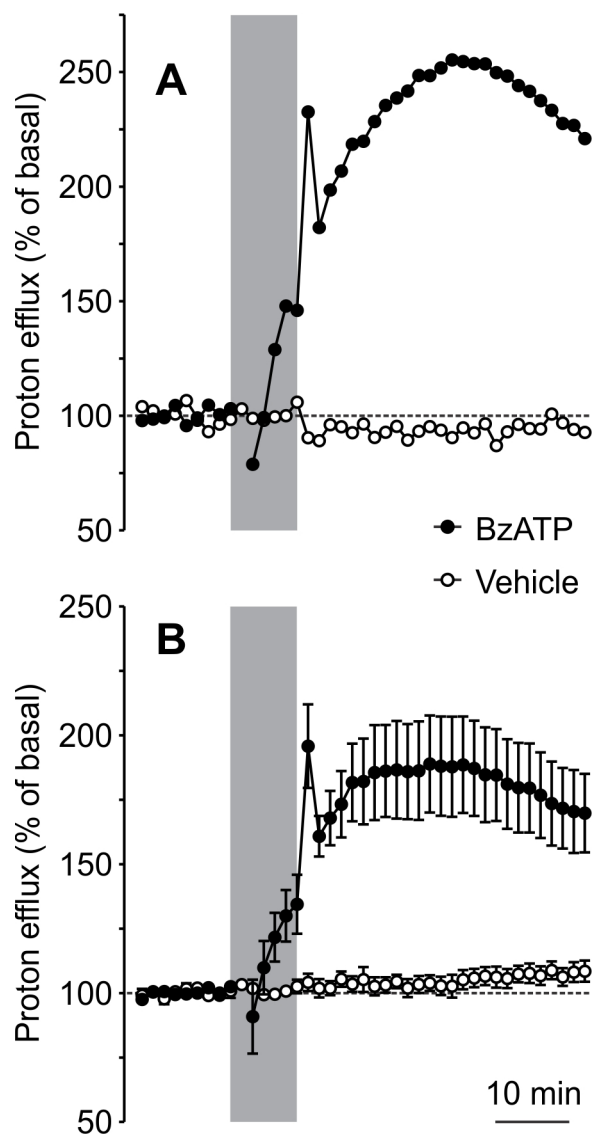 A
Proton efflux (% of basal)
250
200
150
100
50
BzATP
Vehicle
B
Proton efflux (% of basal)
250
200
150
100
50
10 min